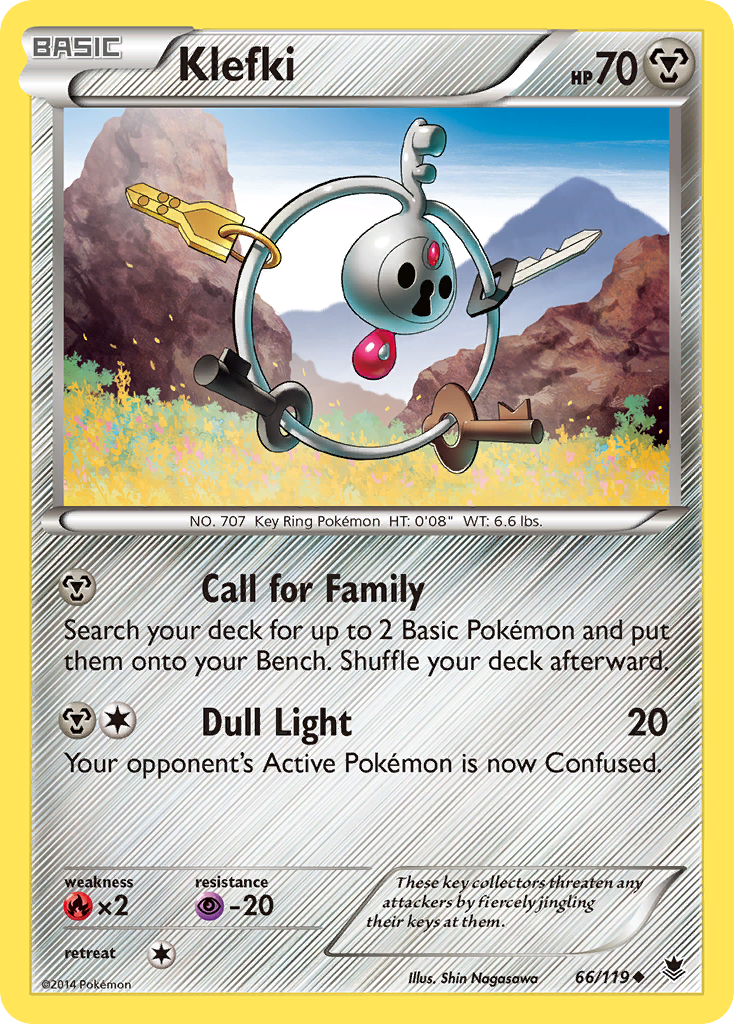 BASIC
Klefki
HP 70
NO. 707 Key Ring Pokémon HT: 0'08" WT: 6.6 lbs.
Call for Family
Search your deck for up to 2 Basic Pokémon and put
them onto your Bench. Shuffle your deck afterward.
Dull Light 20
Your opponent's Active Pokémon is now Confused.
weakness resistance
×2 -20
retreat
These key collectors threaten any
attackers by fiercely jingling
their keys at them.
©2014 Pokémon
Illus. Shin Nagasawa 66/119